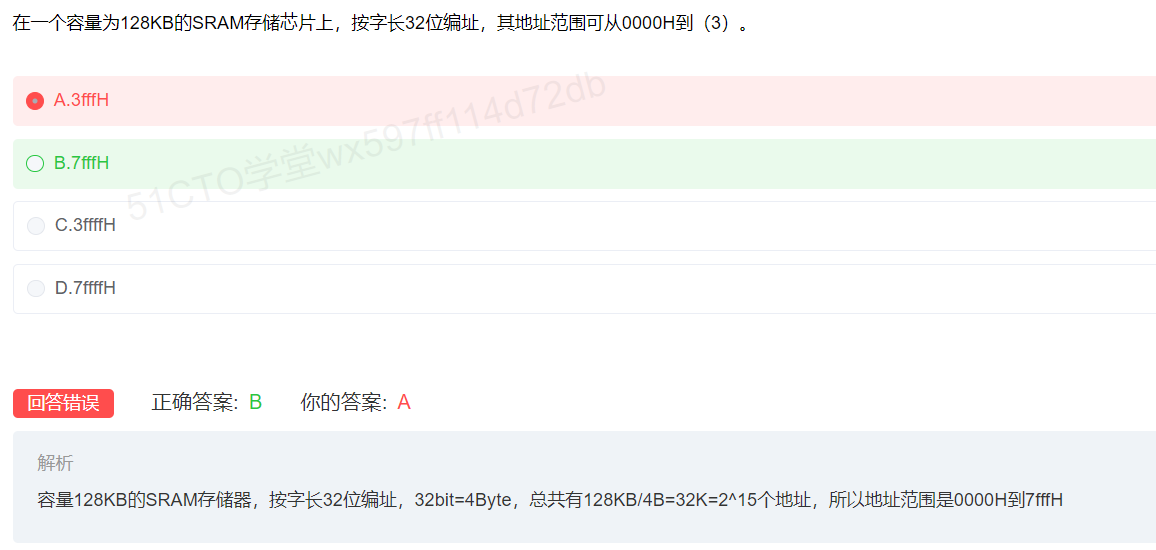 在一个容量为128KB的SRAM存储芯片上，按字长32位编址，其地址范围可从0000H到（3）。
A.3fffH
B.7fffH
C.3ffffH
D.7ffffH
51CTO学堂wx597ff114d72db
回答错误 正确答案: B 你的答案: A
解析
容量128KB的SRAM存储器，按字长32位编址，32bit=4Byte，总共有128KB/4B=32K=2^15个地址，所以地址范围是0000H到7fffH